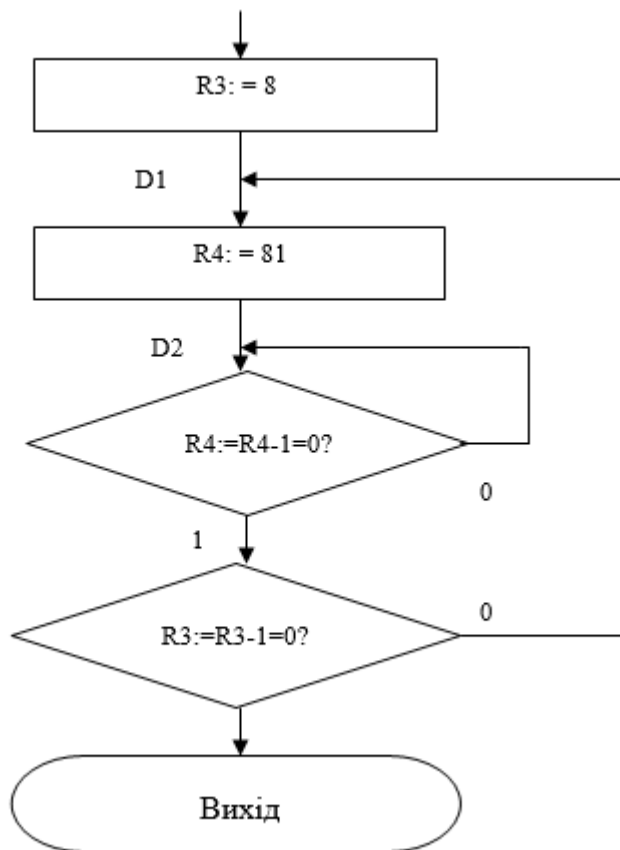 R3: = 8
D1
R4: = 81
D2
R4:=R4-1=0?
0
1
0
R3:=R3-1=0?
Вихід